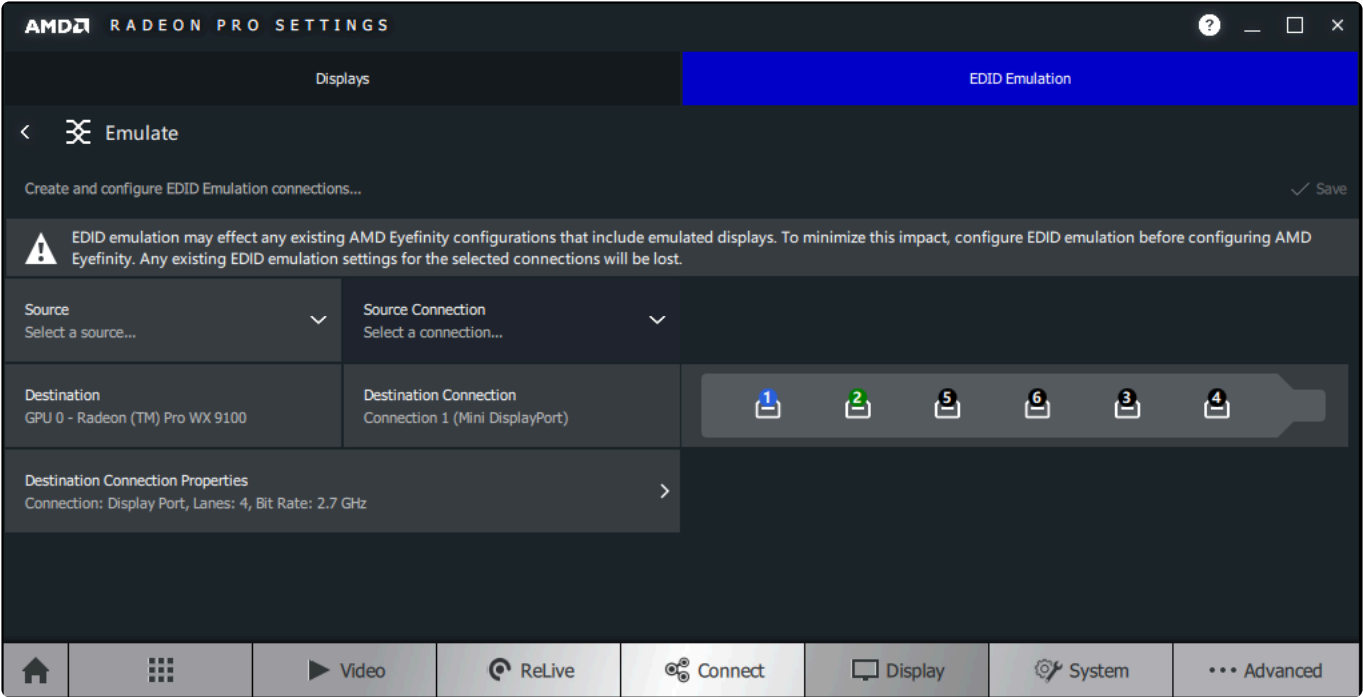 AMD RADEON PRO SETTINGS ?
Displays EDID Emulation
Emulate
Create and configure EDID Emulation connections... Save
EDID emulation may effect any existing AMD Eyefinity configurations that include emulated displays. To minimize this impact, configure EDID emulation before configuring AMD
Eyefinity. Any existing EDID emulation settings for the selected connections will be lost.
Source
Select a source...
Source Connection
Select a connection...
Destination
GPU 0 - Radeon (TM) Pro WX 9100
Destination Connection
Connection 1 (Mini DisplayPort)
1 2 5 6 3 4
Destination Connection Properties
Connection: Display Port, Lanes: 4, Bit Rate: 2.7 GHz
Video ReLive Connect Display System Advanced